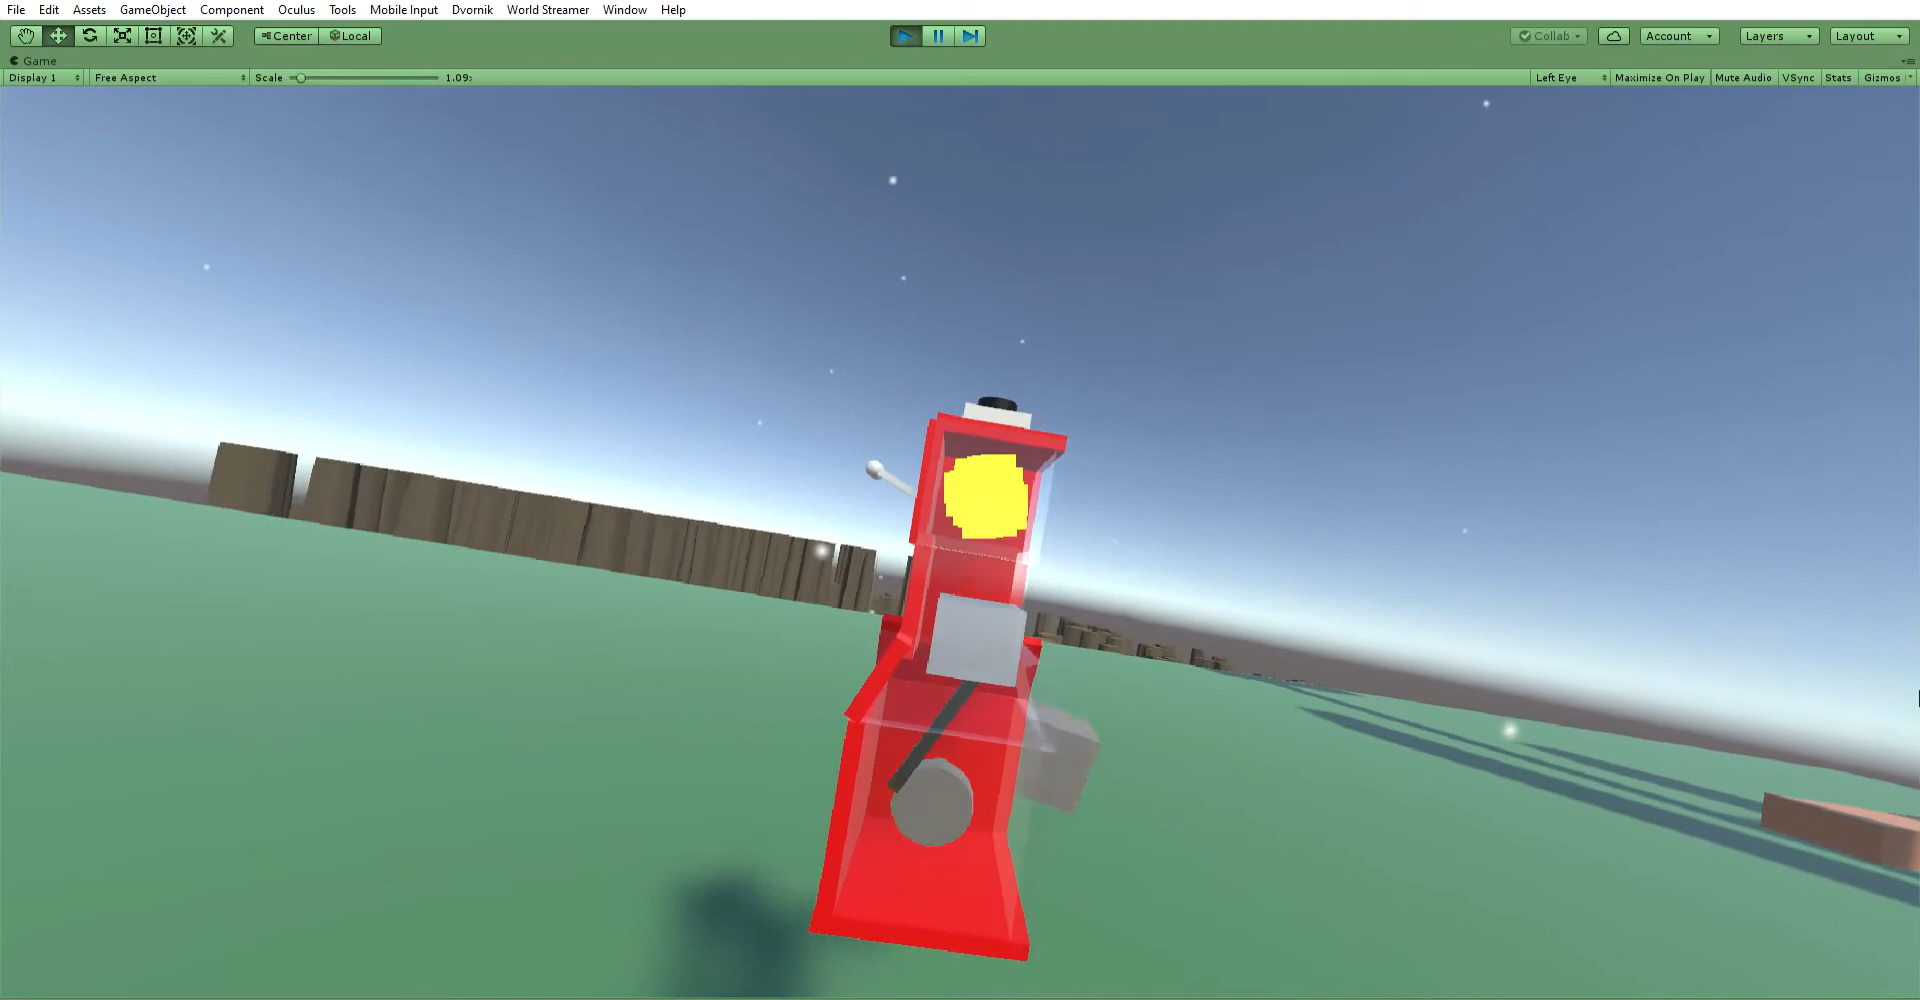 File Edit Assets GameObject Component Oculus Tools Mobile Input Dvornik World Streamer Window Help
Center Local Collab Account Layers Layout
Game
Display 1 Free Aspect Scale 1.09: Left Eye Maximize On Play Mute Audio VSync Stats Gizmos